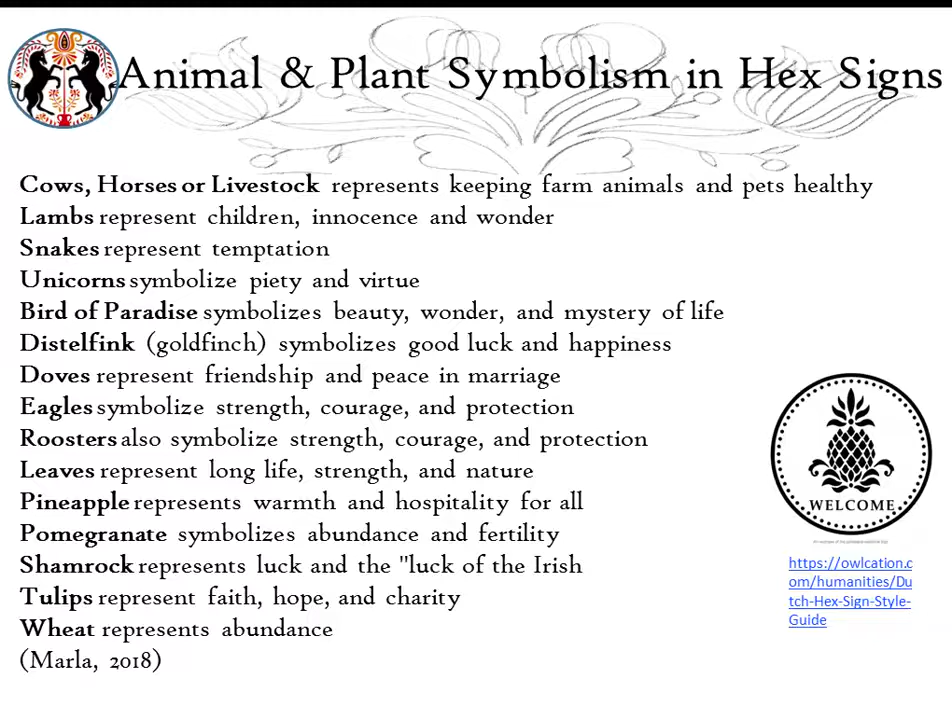 Animal & Plant Symbolism in Hex Signs
Cows, Horses or Livestock represents keeping farm animals and pets healthy
Lambs represent children, innocence and wonder
Snakes represent temptation
Unicorns symbolize piety and virtue
Bird of Paradise symbolizes beauty, wonder, and mystery of life
Distelfink (goldfinch) symbolizes good luck and happiness
Doves represent friendship and peace in marriage
Eagles symbolize strength, courage, and protection
Roosters also symbolize strength, courage, and protection
Leaves represent long life, strength, and nature
Pineapple represents warmth and hospitality for all
Pomegranate symbolizes abundance and fertility
Shamrock represents luck and the "luck of the Irish
Tulips represent faith, hope, and charity
Wheat represents abundance
(Marla, 2018)
WELCOME
https://owlcation.c
om/humanities/Du
tch-Hex-Sign-Style-
Guide